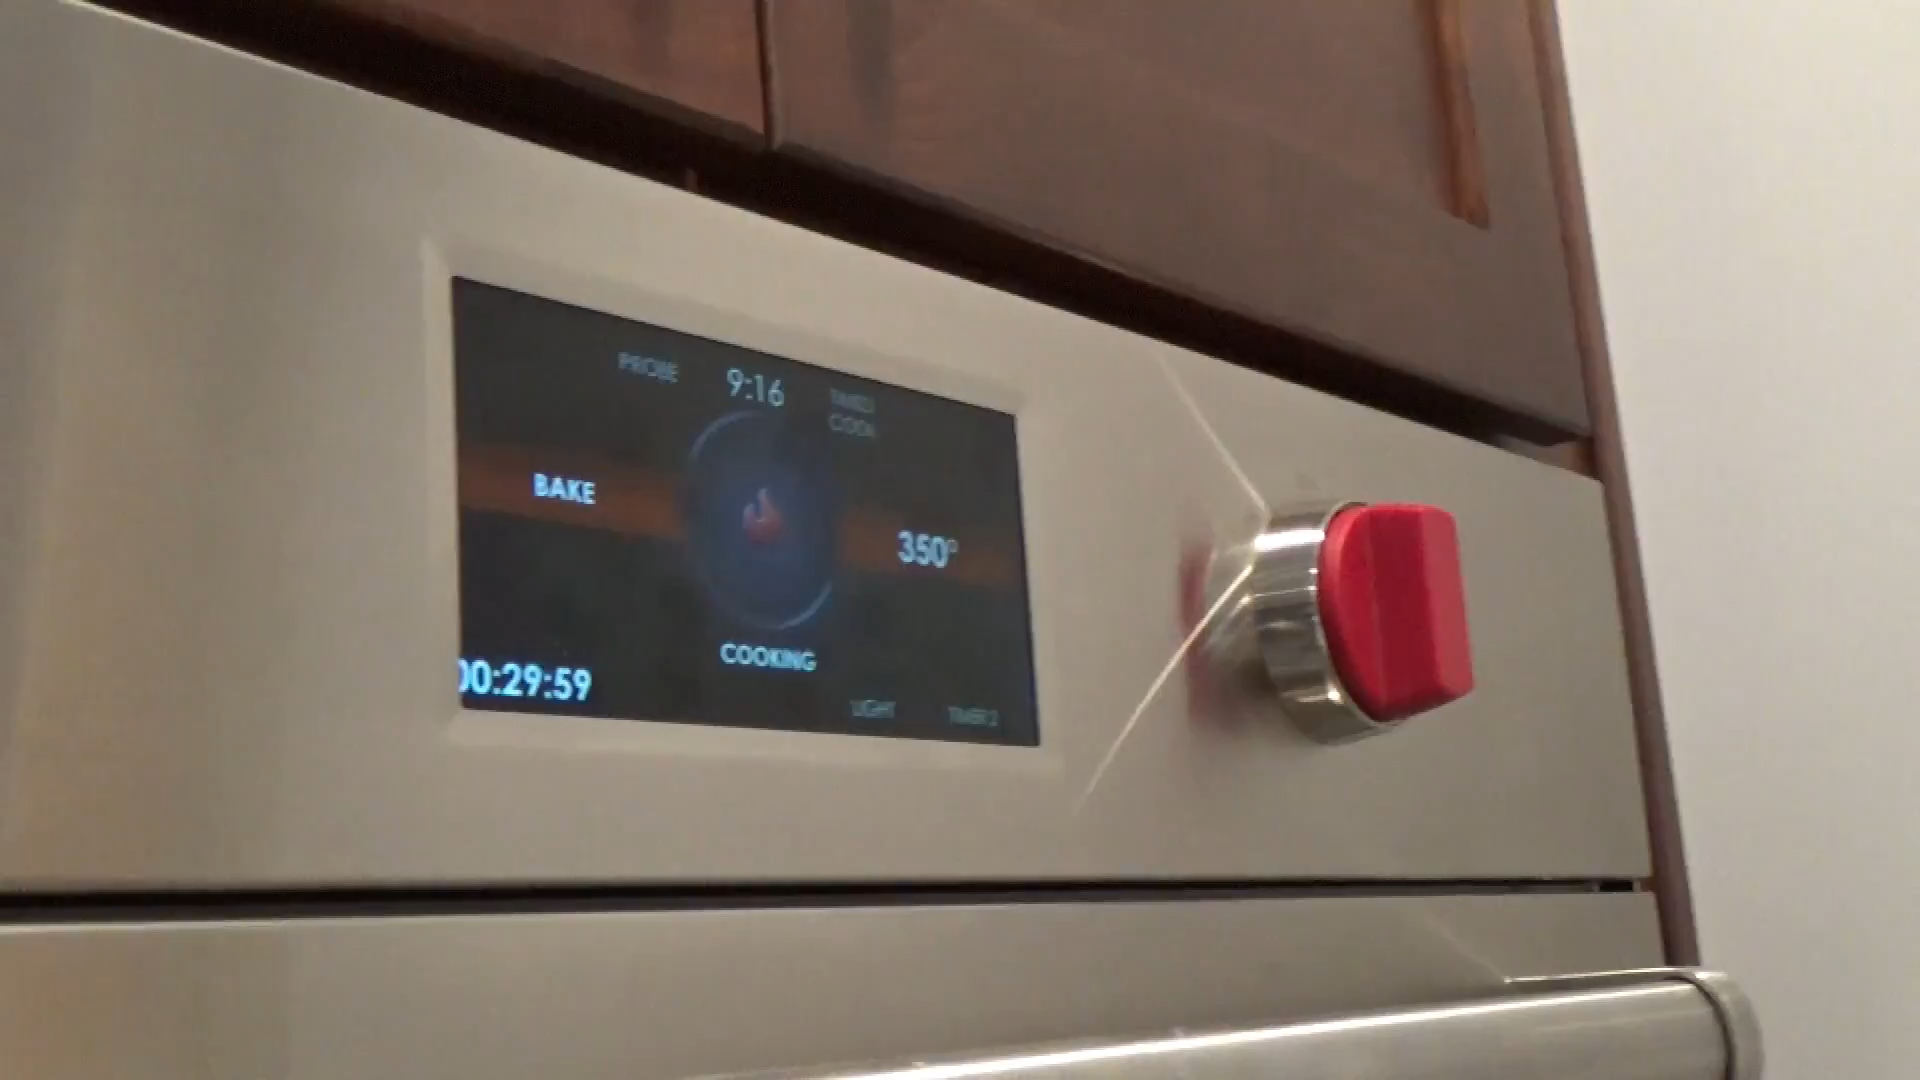 PROBE
9:16
TIMED
COOK
BAKE
350°
COOKING
00:29:59
LIGHT
TIMER 2